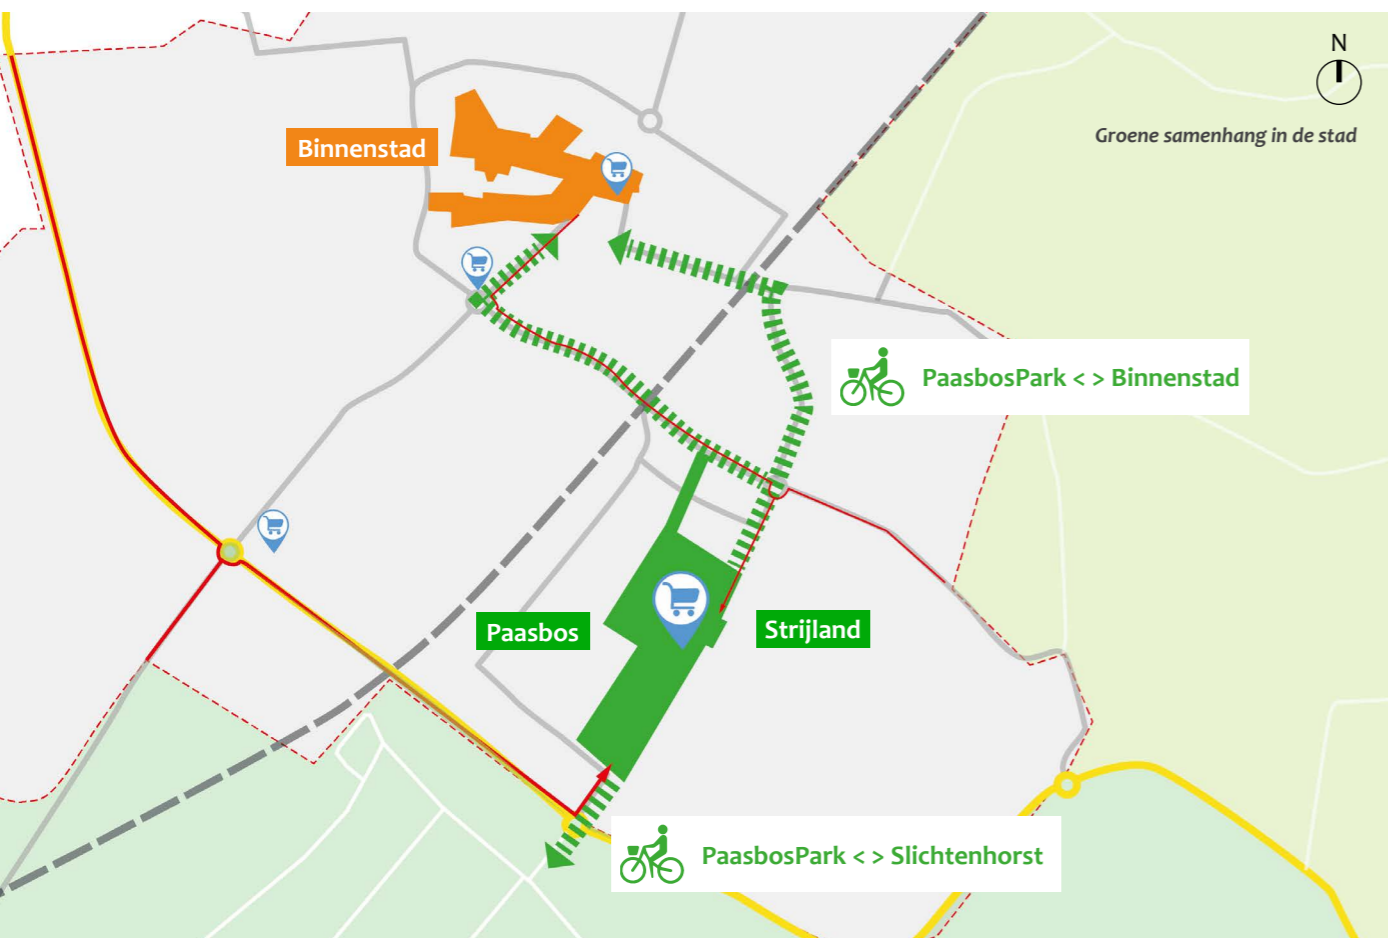 N
Groene samenhang in de stad
Binnenstad
PaasbosPark < > Binnenstad
Paasbos
Strijland
PaasbosPark < > Slichtenhorst